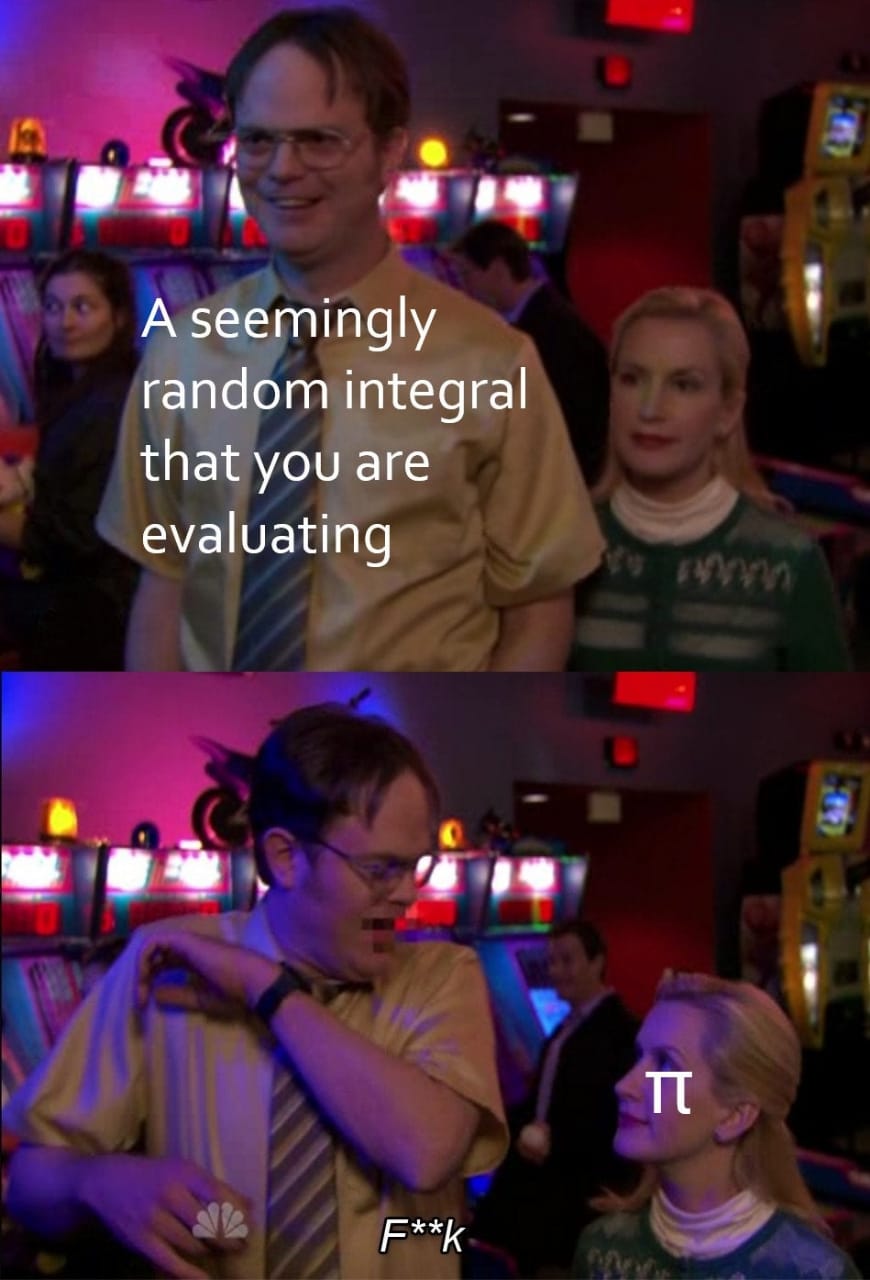 A seemingly
random integral
that you are
evaluating
π
F**k